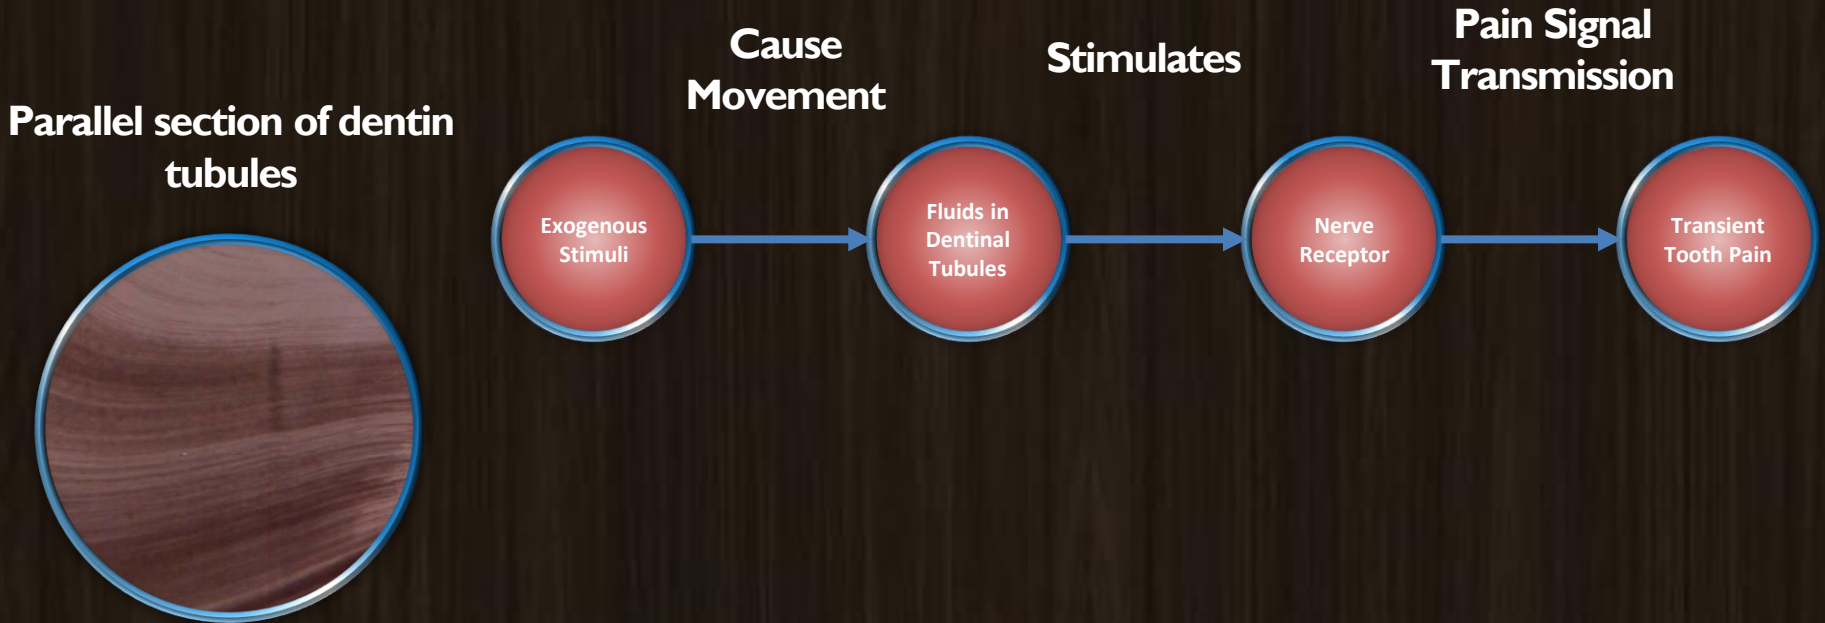 Parallel section of dentin
tubules
Cause
Movement
Stimulates
Pain Signal
Transmission
Exogenous
Stimuli
Fluids in
Dentinal
Tubules
Nerve
Receptor
Transient
Tooth Pain